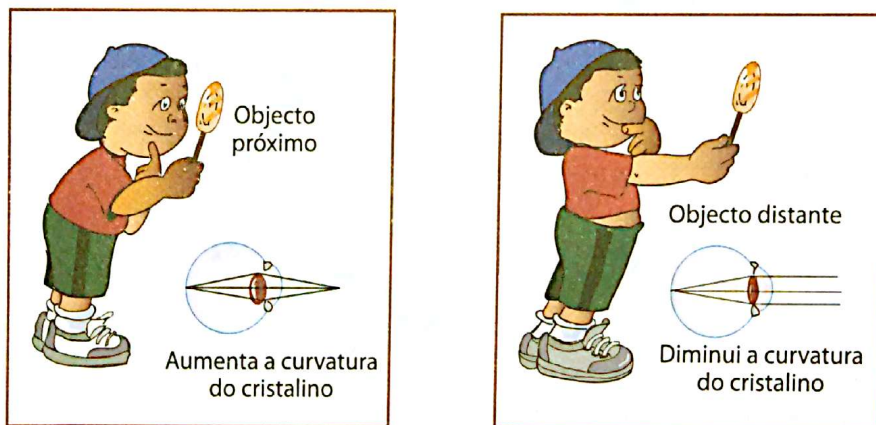 Objecto
próximo
Aumenta a curvatura
do cristalino
Objecto distante
Diminui a curvatura
do cristalino